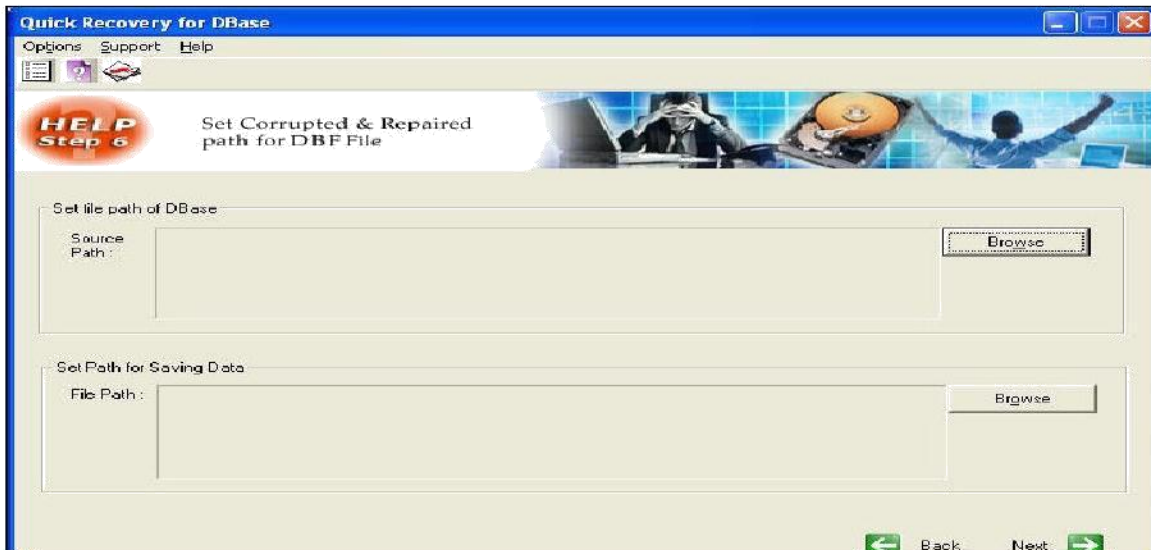 Quick Recovery for DBase
Options Support Help
HELP
Step 6
Set Corrupted & Repaired
path for DBF File
Set file path of DBase
Source
Path :
Browse
Set Path for Saving Data
File Path :
Browse
Back Next